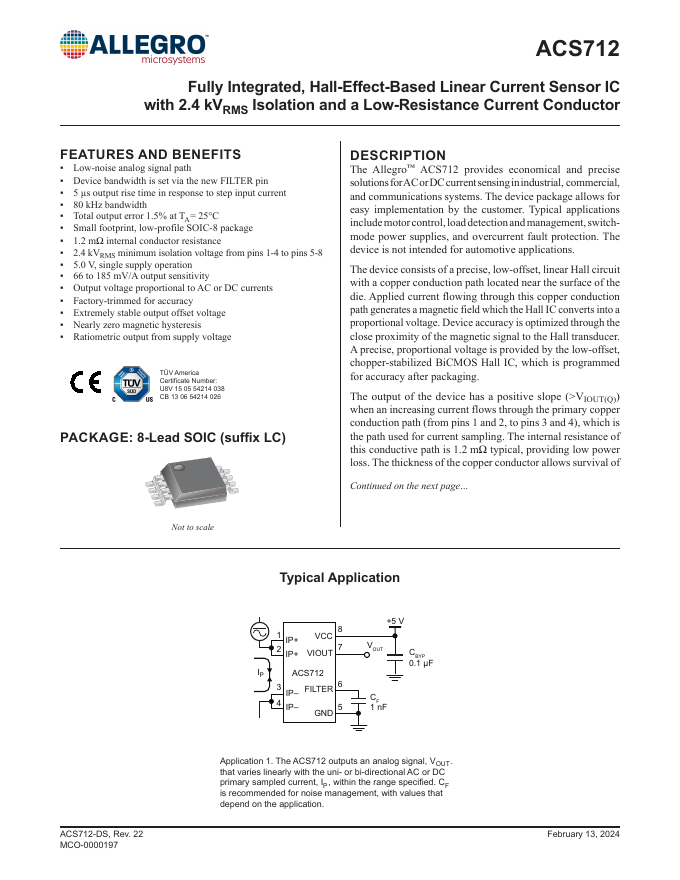 ALLEGRO™
microsystems
ACS712
Fully Integrated, Hall-Effect-Based Linear Current Sensor IC
with 2.4 kVRMS Isolation and a Low-Resistance Current Conductor
FEATURES AND BENEFITS
▪ Low-noise analog signal path
▪ Device bandwidth is set via the new FILTER pin
▪ 5 µs output rise time in response to step input current
▪ 80 kHz bandwidth
▪ Total output error 1.5% at TA = 25°C
▪ Small footprint, low-profile SOIC-8 package
▪ 1.2 mΩ internal conductor resistance
▪ 2.4 kVRMS minimum isolation voltage from pins 1-4 to pins 5-8
▪ 5.0 V, single supply operation
▪ 66 to 185 mV/A output sensitivity
▪ Output voltage proportional to AC or DC currents
▪ Factory-trimmed for accuracy
▪ Extremely stable output offset voltage
▪ Nearly zero magnetic hysteresis
▪ Ratiometric output from supply voltage
CE
TÜV
SÜD
C US
TÜV America
Certificate Number:
U8V 15 05 54214 038
CB 13 06 54214 026
PACKAGE: 8-Lead SOIC (suffix LC)
Not to scale
DESCRIPTION
The Allegro™ ACS712 provides economical and precise
solutions for AC or DC current sensing in industrial, commercial,
and communications systems. The device package allows for
easy implementation by the customer. Typical applications
include motor control, load detection and management, switch-
mode power supplies, and overcurrent fault protection. The
device is not intended for automotive applications.
The device consists of a precise, low-offset, linear Hall circuit
with a copper conduction path located near the surface of the
die. Applied current flowing through this copper conduction
path generates a magnetic field which the Hall IC converts into a
proportional voltage. Device accuracy is optimized through the
close proximity of the magnetic signal to the Hall transducer.
A precise, proportional voltage is provided by the low-offset,
chopper-stabilized BiCMOS Hall IC, which is programmed
for accuracy after packaging.
The output of the device has a positive slope (>VIOUT(Q))
when an increasing current flows through the primary copper
conduction path (from pins 1 and 2, to pins 3 and 4), which is
the path used for current sampling. The internal resistance of
this conductive path is 1.2 mΩ typical, providing low power
loss. The thickness of the copper conductor allows survival of
Continued on the next page…
Typical Application
+5 V
1 IP+ VCC 8
2 IP+ VIOUT 7 VOUT
CBYP
0.1 µF
IP
ACS712
3 IP– FILTER 6
4 IP– GND 5
CF
1 nF
Application 1. The ACS712 outputs an analog signal, VOUT.
that varies linearly with the uni- or bi-directional AC or DC
primary sampled current, IP, within the range specified. CF
is recommended for noise management, with values that
depend on the application.
ACS712-DS, Rev. 22
MCO-0000197
February 13, 2024